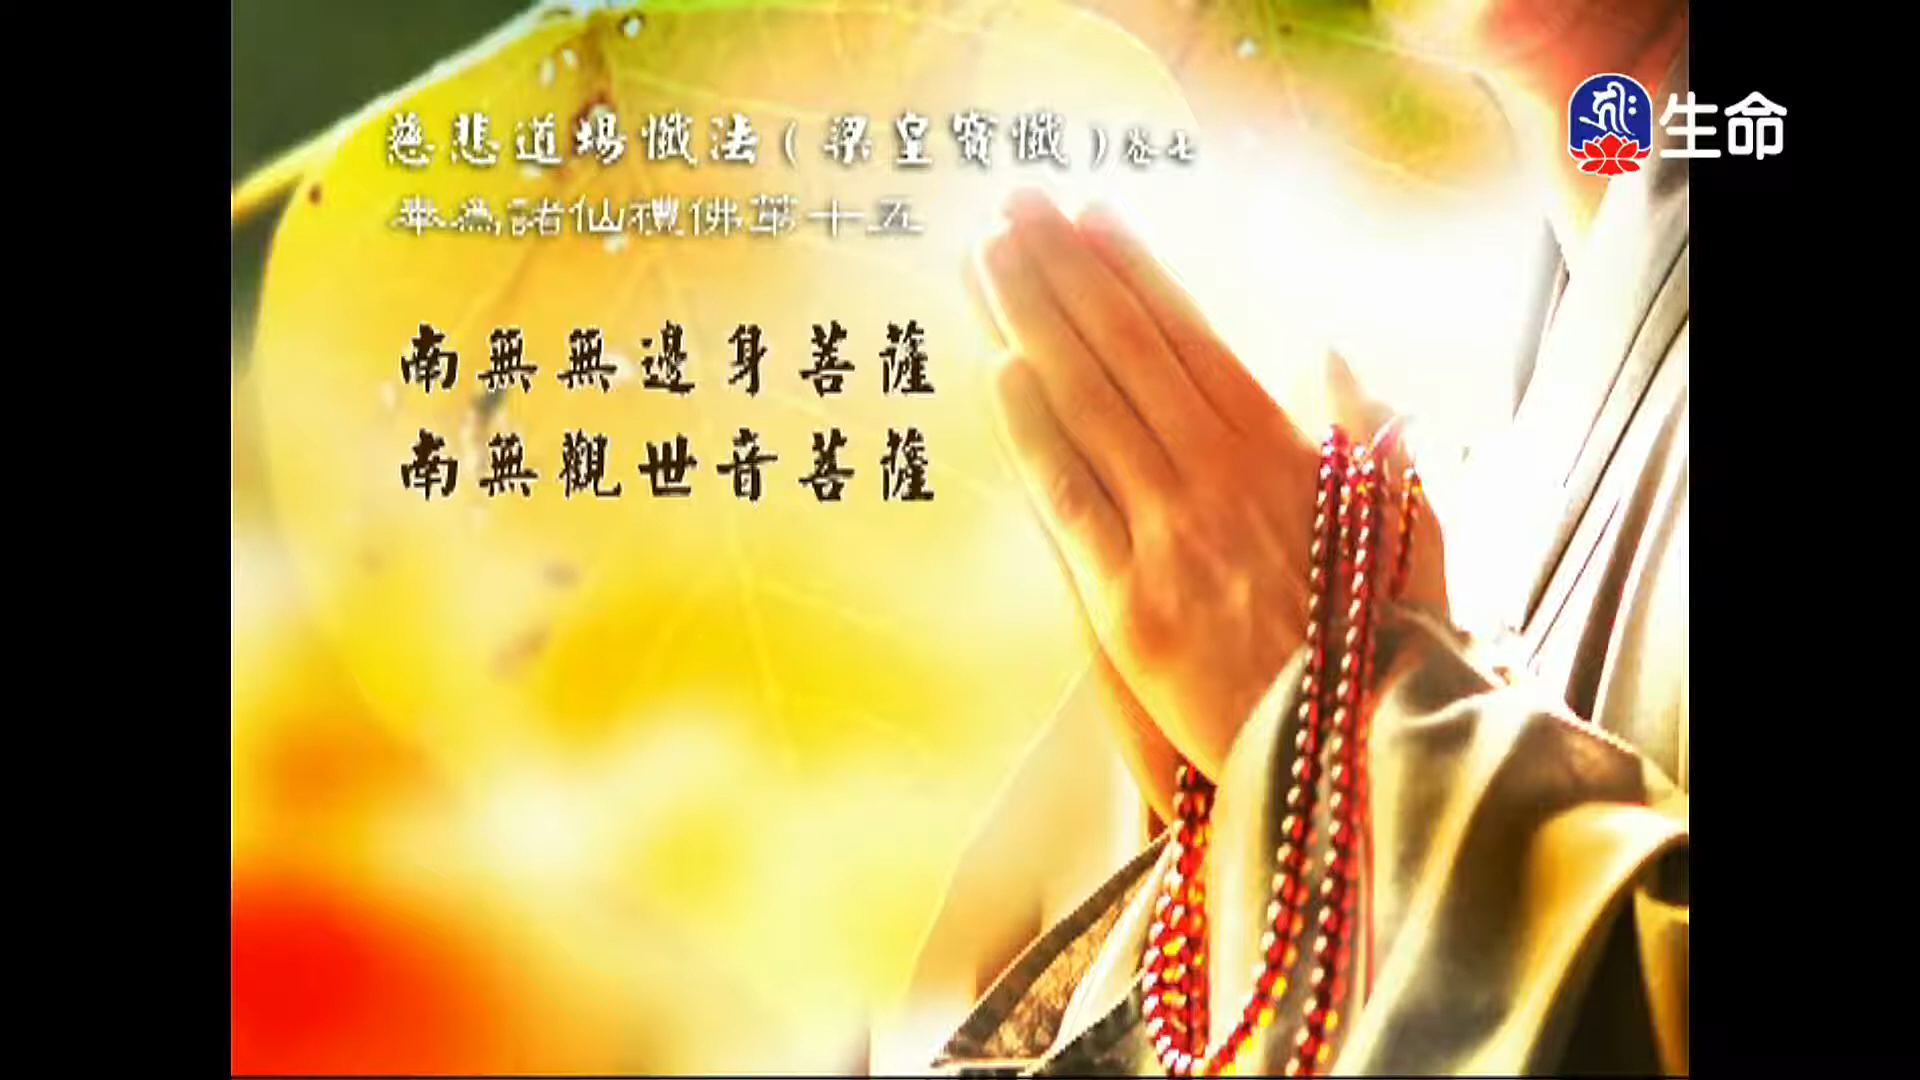 慈悲道場懺法(梁皇寶懺)卷七
奉為諸仙禮佛第十五
南無無邊身菩薩
南無觀世音菩薩
生命